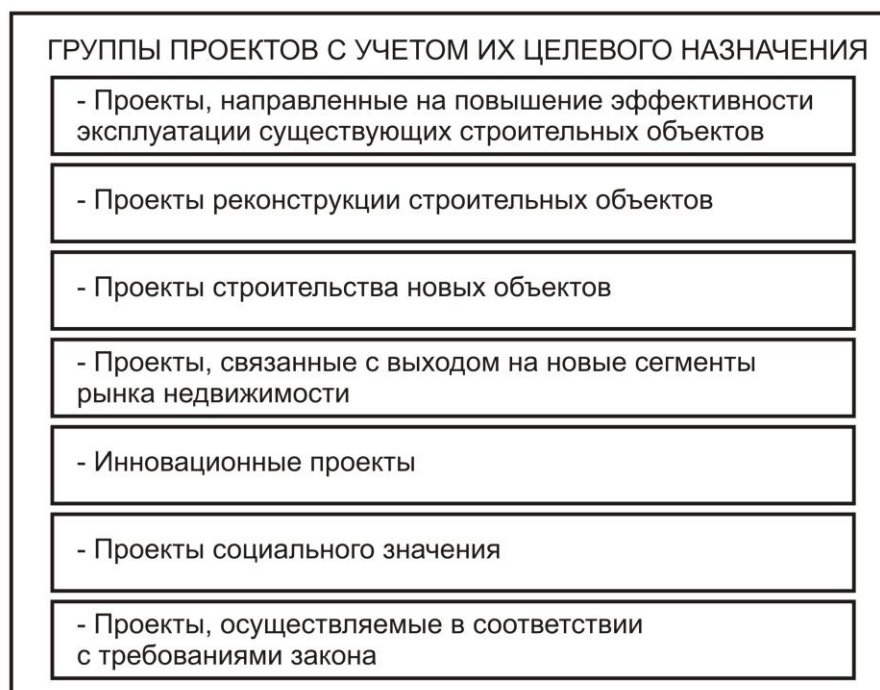 ГРУППЫ ПРОЕКТОВ С УЧЕТОМ ИХ ЦЕЛЕВОГО НАЗНАЧЕНИЯ
- Проекты, направленные на повышение эффективности
эксплуатации существующих строительных объектов
- Проекты реконструкции строительных объектов
- Проекты строительства новых объектов
- Проекты, связанные с выходом на новые сегменты
рынка недвижимости
- Инновационные проекты
- Проекты социального значения
- Проекты, осуществляемые в соответствии
с требованиями закона